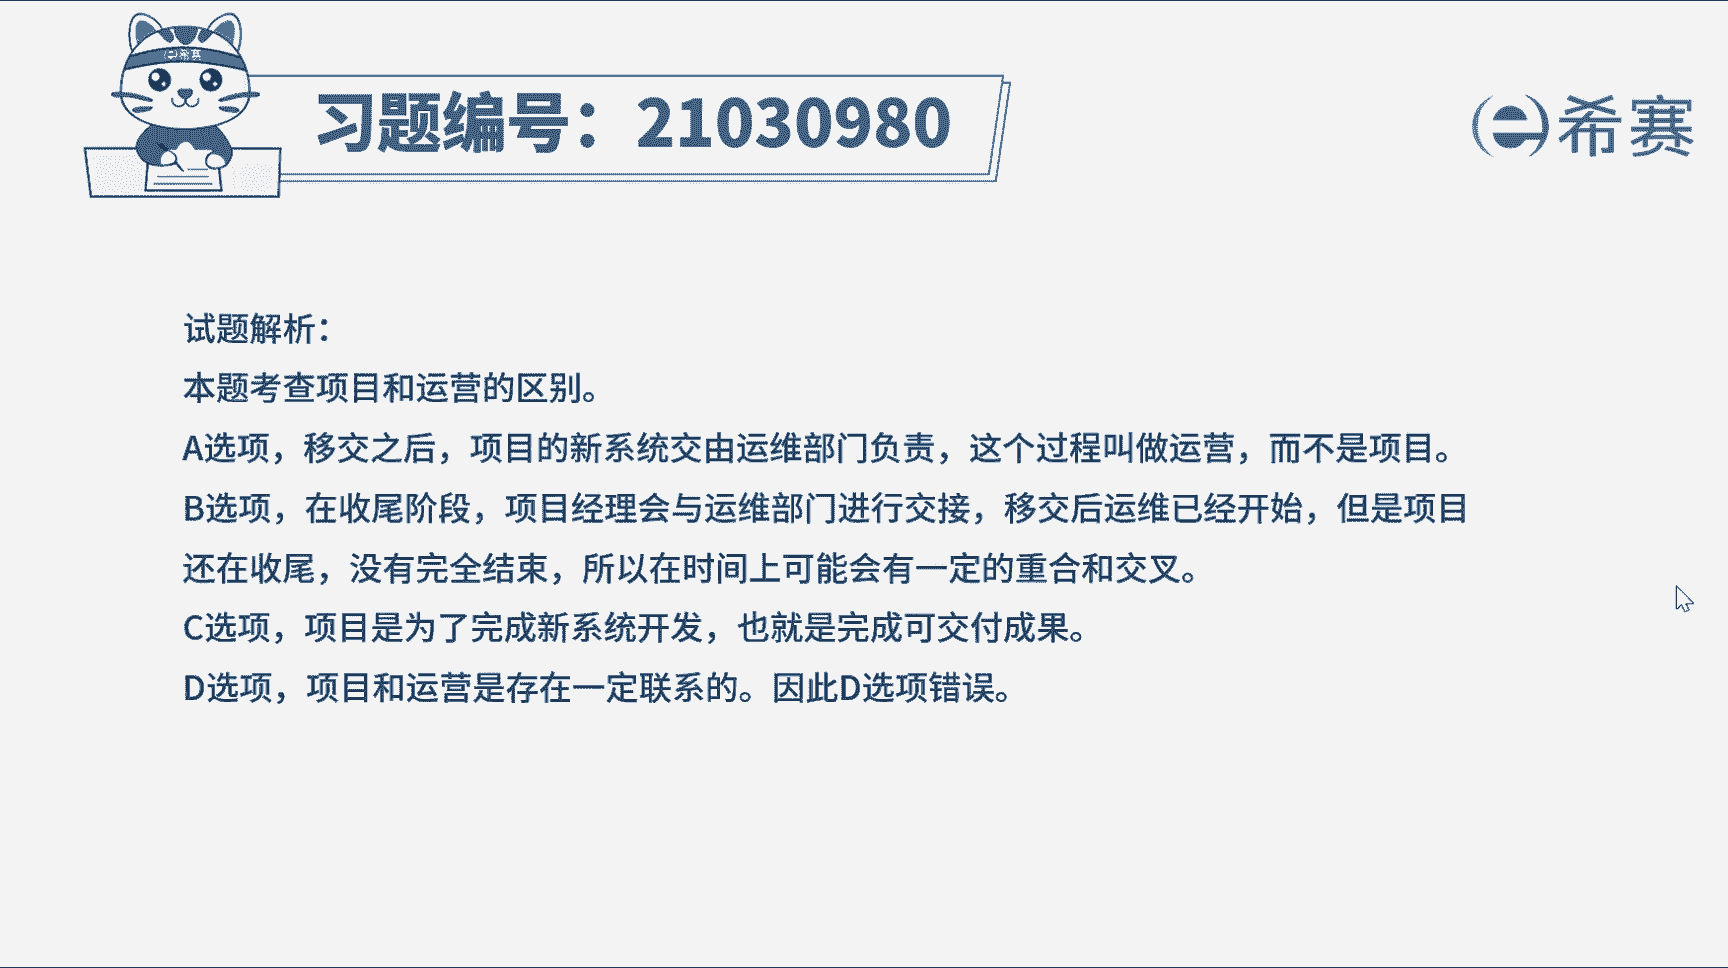 希赛
习题编号：21030980
希赛
试题解析：
本题考查项目和运营的区别。
A选项，移交之后，项目的新系统交由运维部门负责，这个过程叫做运营，而不是项目。
B选项，在收尾阶段，项目经理会与运维部门进行交接，移交后运维已经开始，但是项目
还在收尾，没有完全结束，所以在时间上可能会有一定的重合和交叉。
C选项，项目是为了完成新系统开发，也就是完成可交付成果。
D选项，项目和运营是存在一定联系的。因此D选项错误。